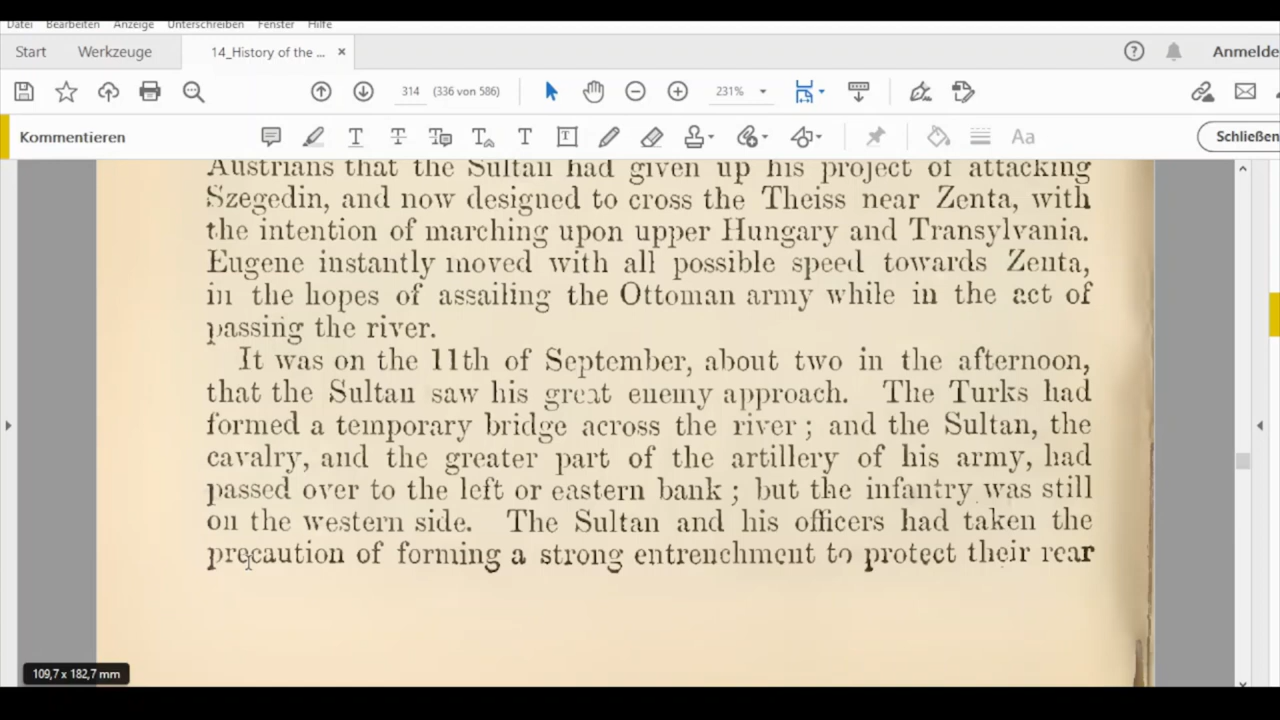 Datei Bearbeiten Anzeige Unterschreiben Fenster Hilfe
Start Werkzeuge 14_History of the ... × Anmelde
314 (336 von 586) 231%
Kommentieren Schließen
Austrians that the Sultan had given up his project of attacking
Szegedin, and now designed to cross the Theiss near Zenta, with
the intention of marching upon upper Hungary and Transylvania.
Eugene instantly moved with all possible speed towards Zenta,
in the hopes of assailing the Ottoman army while in the act of
passing the river.
It was on the 11th of September, about two in the afternoon,
that the Sultan saw his great enemy approach. The Turks had
formed a temporary bridge across the river; and the Sultan, the
cavalry, and the greater part of the artillery of his army, had
passed over to the left or eastern bank; but the infantry was still
on the western side. The Sultan and his officers had taken the
precaution of forming a strong entrenchment to protect their rear
109,7 x 182,7 mm